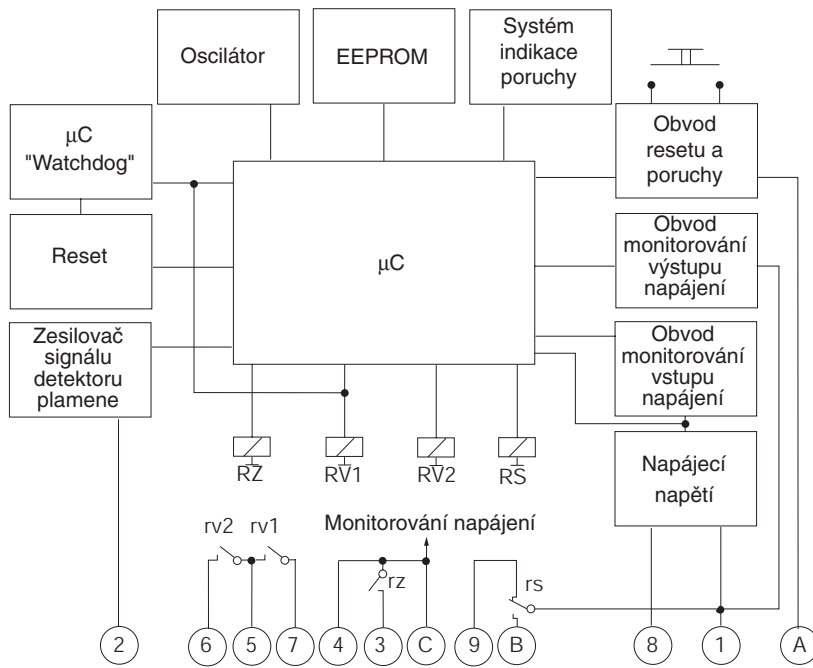 Oscilátor
EEPROM
Systém
indikace
poruchy
μC
"Watchdog"
Obvod
resetu a
poruchy
Reset
μC
Obvod
monitorování
výstupu
napájení
Zesilovač
signálu
detektoru
plamene
Obvod
monitorování
vstupu
napájení
Napájecí
napětí
RZ
RV1
RV2
RS
Monitorování napájení
rv2
rv1
rz
rs
2
6
5
7
4
3
C
9
B
8
1
A